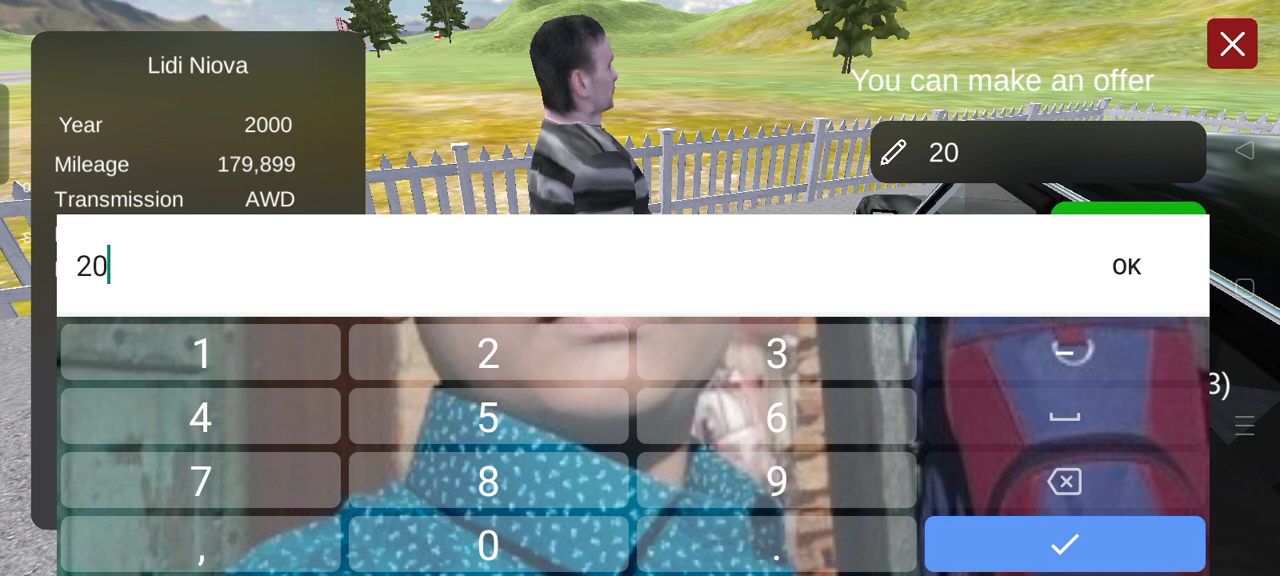 Lidi Niova
You can make an offer
Year 2000
20
Mileage 179,899
Transmission AWD
20
OK
1 2 3 -
3)
4 5 6
7 8 9
, 0 .